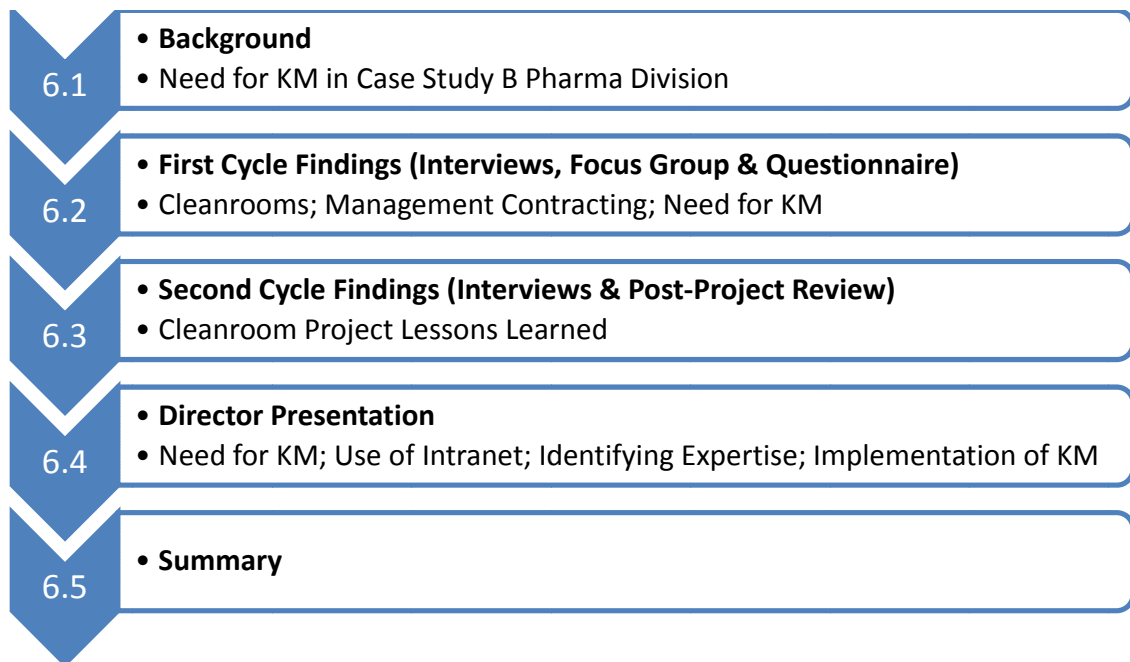 6.1
• Background
• Need for KM in Case Study B Pharma Division
6.2
• First Cycle Findings (Interviews, Focus Group & Questionnaire)
• Cleanrooms; Management Contracting; Need for KM
6.3
• Second Cycle Findings (Interviews & Post-Project Review)
• Cleanroom Project Lessons Learned
6.4
• Director Presentation
• Need for KM; Use of Intranet; Identifying Expertise; Implementation of KM
6.5
• Summary